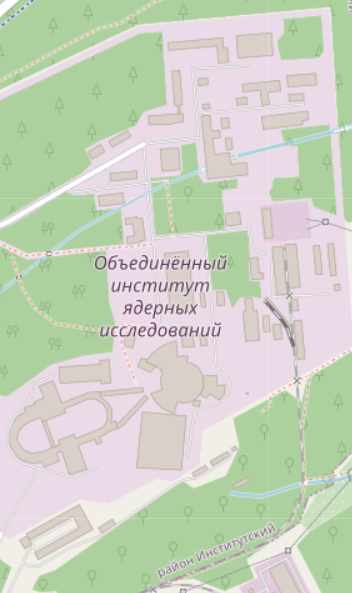 Объединённый
институт
ядерных
исследований
район Институтский